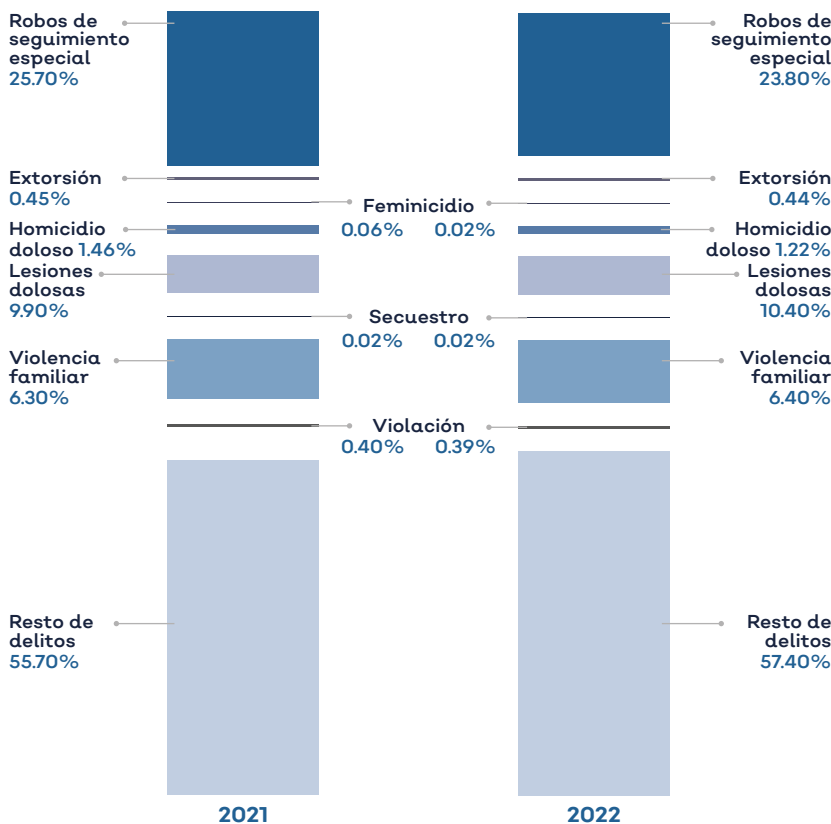 Robos de
seguimiento
especial
25.70%
Extorsión
0.45%
Homicidio
doloso 1.46%
Lesiones
dolosas
9.90%
Violencia
familiar
6.30%
Resto de
delitos
55.70%
Feminicidio
0.06% 0.02%
Secuestro
0.02% 0.02%
Violación
0.40% 0.39%
Robos de
seguimiento
especial
23.80%
Extorsión
0.44%
Homicidio
doloso 1.22%
Lesiones
dolosas
10.40%
Violencia
familiar
6.40%
Resto de
delitos
57.40%
2021
2022